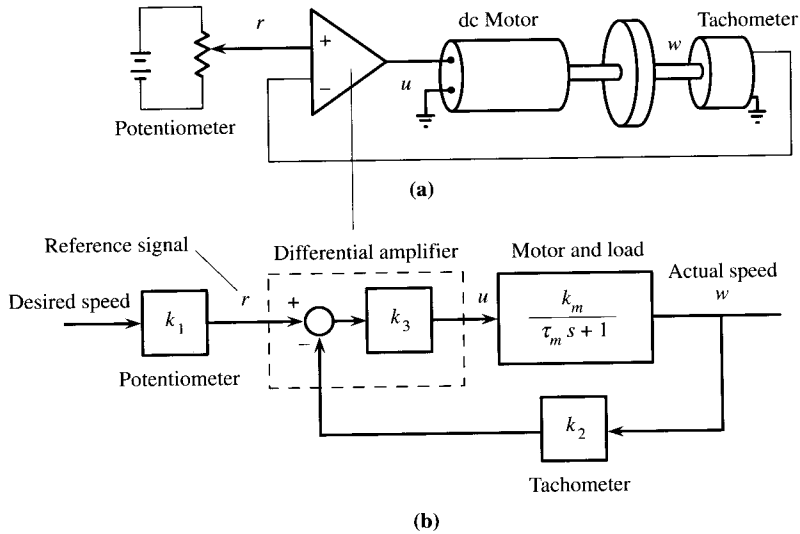 dc Motor
Tachometer
r
+
−
u
w
Potentiometer
(a)
Reference signal
Differential amplifier
Motor and load
Actual speed
w
Desired speed
k₁
r
+
−
k₃
u
kₘ
τₘ s + 1
Potentiometer
k₂
Tachometer
(b)